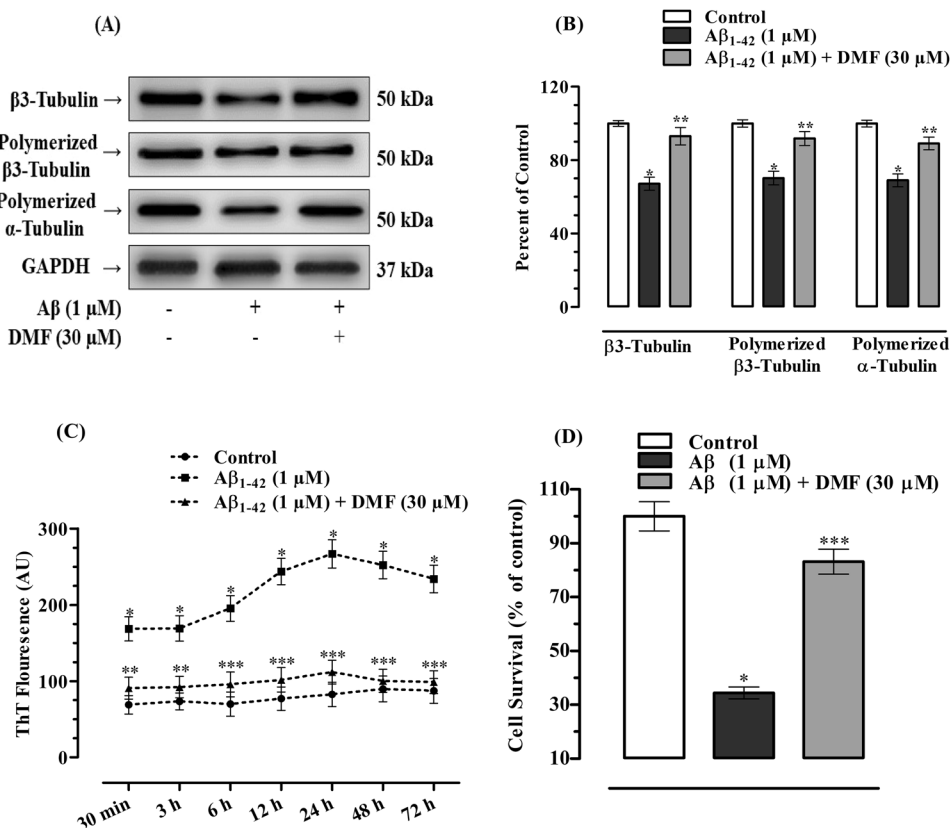 (A)
β3-Tubulin → 50 kDa
Polymerized
β3-Tubulin → 50 kDa
Polymerized
α-Tubulin → 50 kDa
GAPDH → 37 kDa
Aβ (1 μM) - + +
DMF (30 μM) - - +
(B)
Control
Aβ1-42 (1 μM)
Aβ1-42 (1 μM) + DMF (30 μM)
Percent of Control
120
80
40
0
* ** * ** * **
β3-Tubulin
Polymerized
β3-Tubulin
Polymerized
α-Tubulin
(C)
Control
Aβ1-42 (1 μM)
Aβ1-42 (1 μM) + DMF (30 μM)
ThT Flouresence (AU)
300
200
100
0
* * * * * * *
** ** *** *** *** *** ***
30 min 3 h 6 h 12 h 24 h 48 h 72 h
(D)
Control
Aβ (1 μM)
Aβ (1 μM) + DMF (30 μM)
Cell Survival (% of control)
110
90
70
50
30
10
* ***